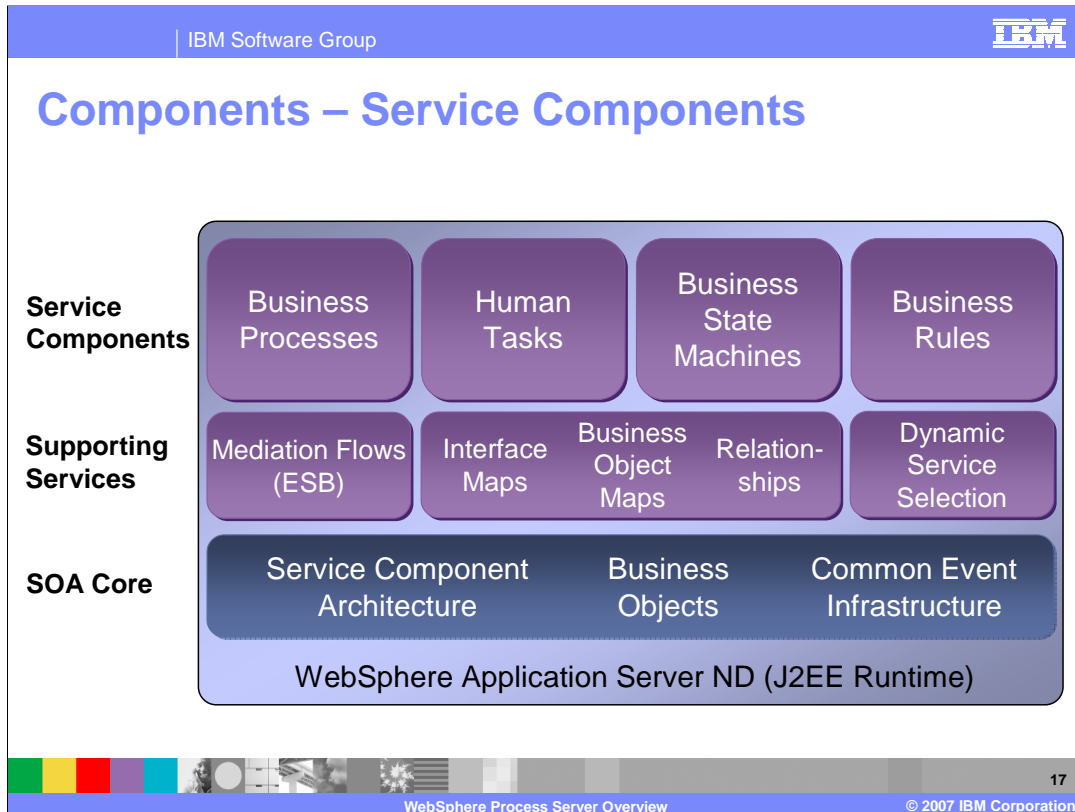 IBM Software Group
IBM
Components – Service Components
Service
Components
Business
Processes
Human
Tasks
Business
State
Machines
Business
Rules
Supporting
Services
Mediation Flows
(ESB)
Interface
Maps
Business
Object
Maps
Relation-
ships
Dynamic
Service
Selection
SOA Core
Service Component
Architecture
Business
Objects
Common Event
Infrastructure
WebSphere Application Server ND (J2EE Runtime)
17
WebSphere Process Server Overview
© 2007 IBM Corporation